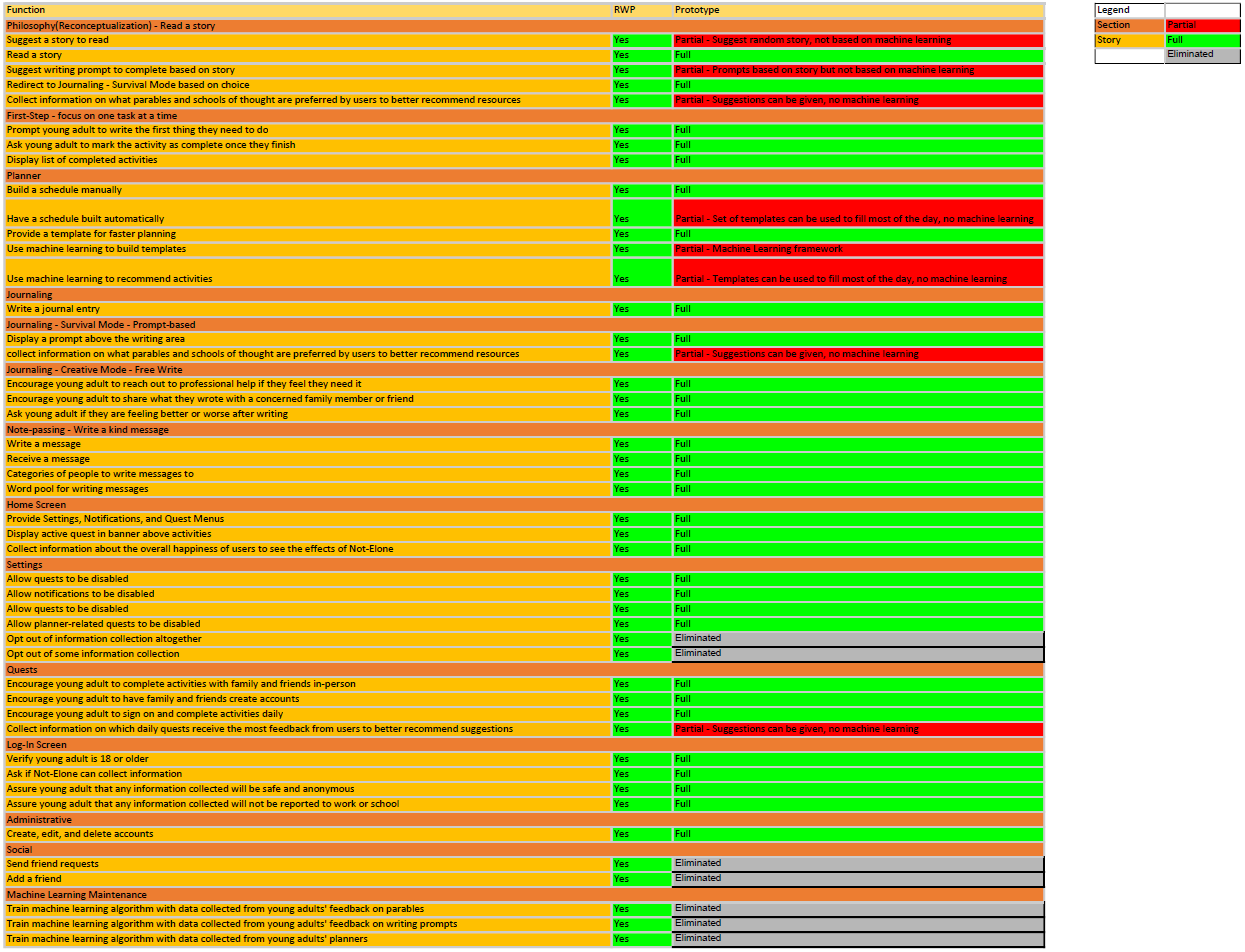 Function RWP Prototype
Philosophy(Reconceptualization) - Read a story
Suggest a story to read Yes Partial - Suggest random story, not based on machine learning
Read a story Yes Full
Suggest writing prompt to complete based on story Yes Partial - Prompts based on story but not based on machine learning
Redirect to Journaling - Survival Mode based on choice Yes Full
Collect information on what parables and schools of thought are preferred by users to better recommend resources Yes Partial - Suggestions can be given, no machine learning
First-Step - focus on one task at a time
Prompt young adult to write the first thing they need to do Yes Full
Ask young adult to mark the activity as complete once they finish Yes Full
Display list of completed activities Yes Full
Planner
Build a schedule manually Yes Full
Have a schedule built automatically Yes Partial - Set of templates can be used to fill most of the day, no machine learning
Provide a template for faster planning Yes Full
Use machine learning to build templates Yes Partial - Machine Learning framework
Use machine learning to recommend activities Yes Partial - Templates can be used to fill most of the day, no machine learning
Journaling
Write a journal entry Yes Full
Journaling - Survival Mode - Prompt-based
Display a prompt above the writing area Yes Full
collect information on what parables and schools of thought are preferred by users to better recommend resources Yes Partial - Suggestions can be given, no machine learning
Journaling - Creative Mode - Free Write
Encourage young adult to reach out to professional help if they feel they need it Yes Full
Encourage young adult to share what they wrote with a concerned family member or friend Yes Full
Ask young adult if they are feeling better or worse after writing Yes Full
Note-passing - Write a kind message
Write a message Yes Full
Receive a message Yes Full
Categories of people to write messages to Yes Full
Word pool for writing messages Yes Full
Home Screen
Provide Settings, Notifications, and Quest Menus Yes Full
Display active quest in banner above activities Yes Full
Collect information about the overall happiness of users to see the effects of Not-Elone Yes Full
Settings
Allow quests to be disabled Yes Full
Allow notifications to be disabled Yes Full
Allow quests to be disabled Yes Full
Allow planner-related quests to be disabled Yes Full
Opt out of information collection altogether Yes Eliminated
Opt out of some information collection Yes Eliminated
Quests
Encourage young adult to complete activities with family and friends in-person Yes Full
Encourage young adult to have family and friends create accounts Yes Full
Encourage young adult to sign on and complete activities daily Yes Full
Collect information on which daily quests receive the most feedback from users to better recommend suggestions Yes Partial - Suggestions can be given, no machine learning
Log-In Screen
Verify young adult is 18 or older Yes Full
Ask if Not-Elone can collect information Yes Full
Assure young adult that any information collected will be safe and anonymous Yes Full
Assure young adult that any information collected will not be reported to work or school Yes Full
Administrative
Create, edit, and delete accounts Yes Full
Social
Send friend requests Yes Eliminated
Add a friend Yes Eliminated
Machine Learning Maintenance
Train machine learning algorithm with data collected from young adults' feedback on parables Yes Eliminated
Train machine learning algorithm with data collected from young adults' feedback on writing prompts Yes Eliminated
Train machine learning algorithm with data collected from young adults' planners Yes Eliminated
Legend
Section Partial
Story Full
Eliminated